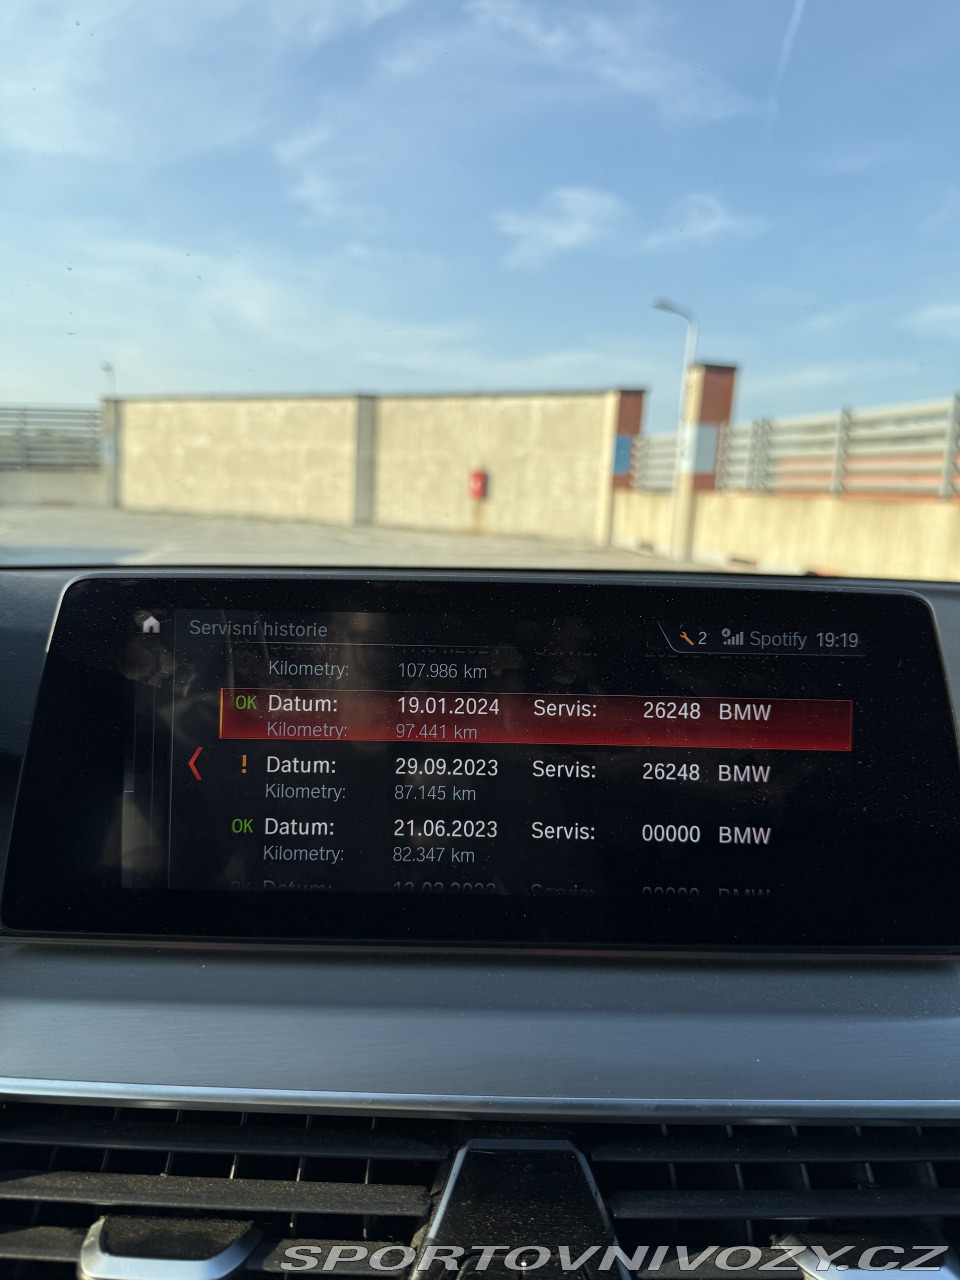 Servisní historie
2 Spotify 19:19
Kilometry: 107.986 km
OK Datum: 19.01.2024 Servis: 26248 BMW
Kilometry: 97.441 km
! Datum: 29.09.2023 Servis: 26248 BMW
Kilometry: 87.145 km
OK Datum: 21.06.2023 Servis: 00000 BMW
Kilometry: 82.347 km
SPORTOVNIVOZY.CZ